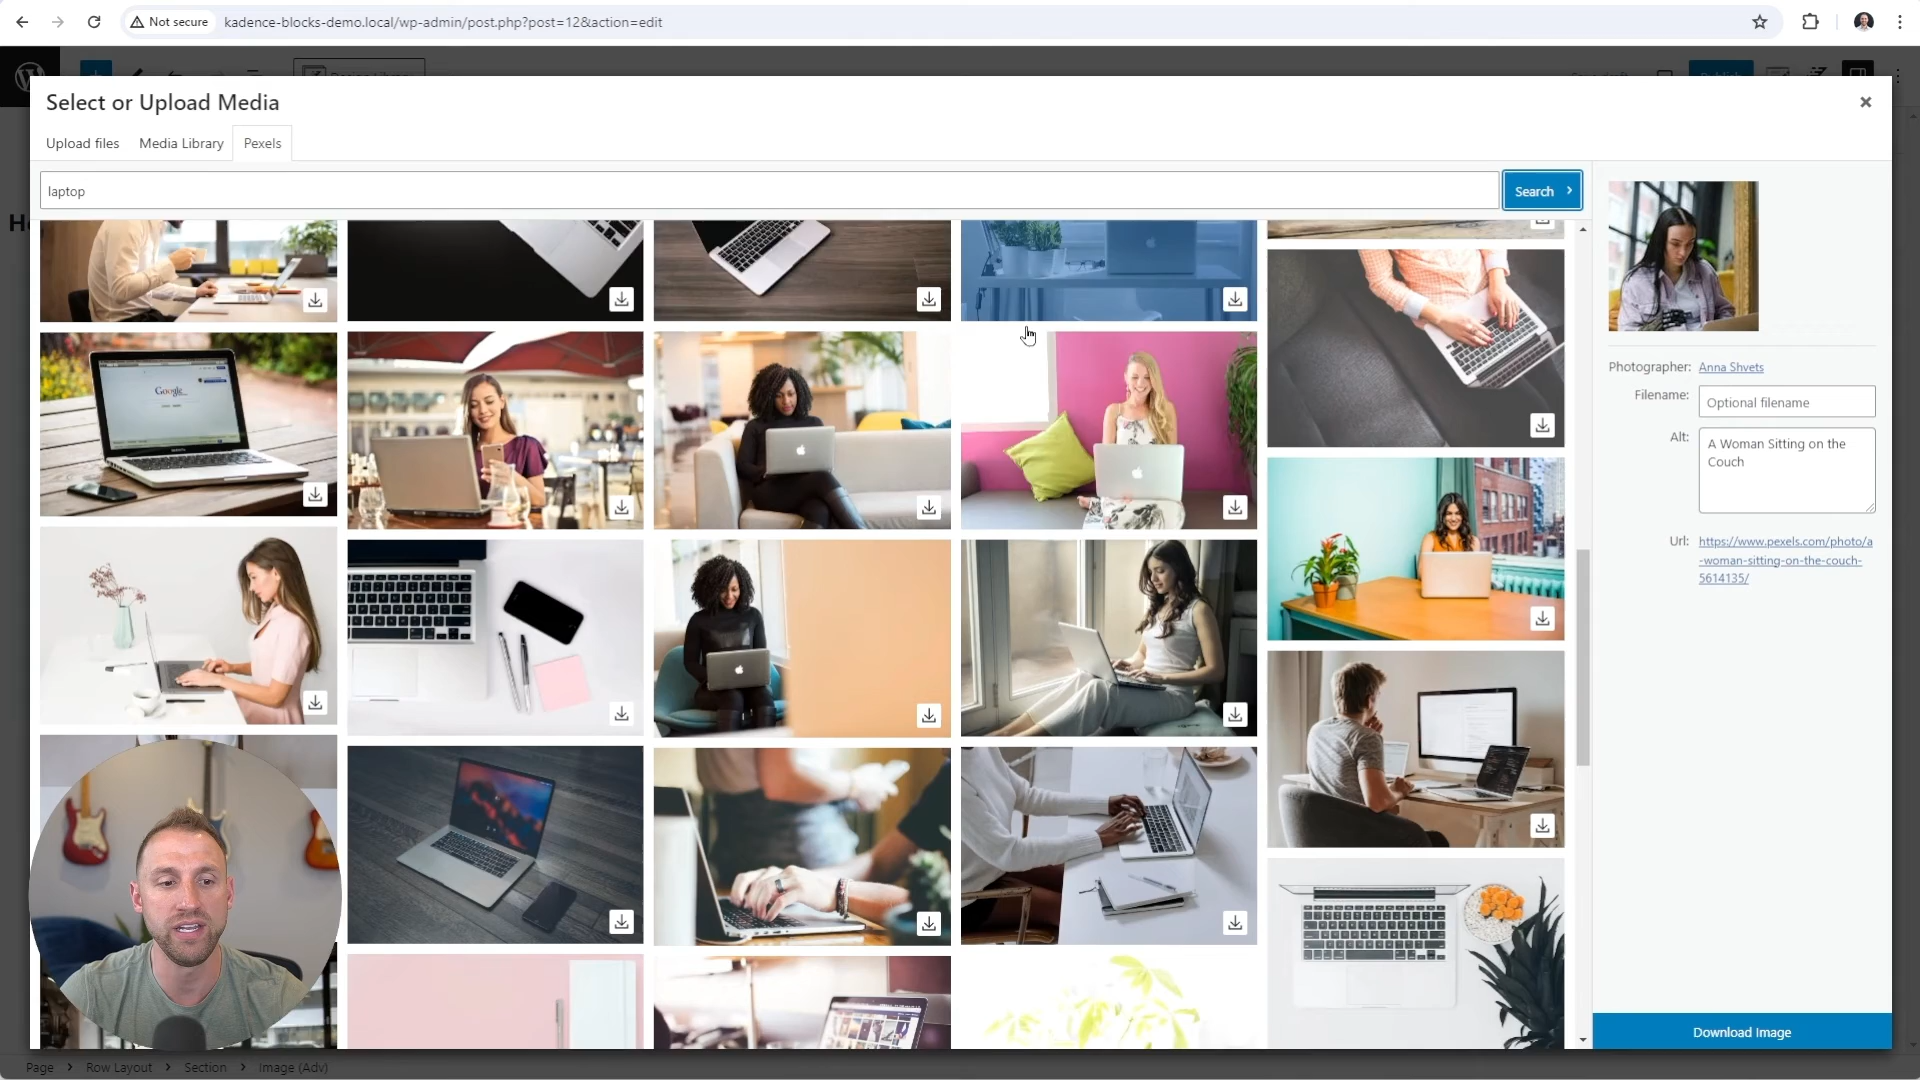 Not secure
kadence-blocks-demo.local/wp-admin/post.php?post=12&action=edit
Select or Upload Media
Upload files
Media Library
Pexels
laptop
Search
Photographer: Anna Shvets
Filename: Optional filename
Alt: A Woman Sitting on the
Couch
Url: https://www.pexels.com/photo/a
-woman-sitting-on-the-couch-
5614135/
Google
Download Image
Page > Row Layout > Section > Image (Adv)